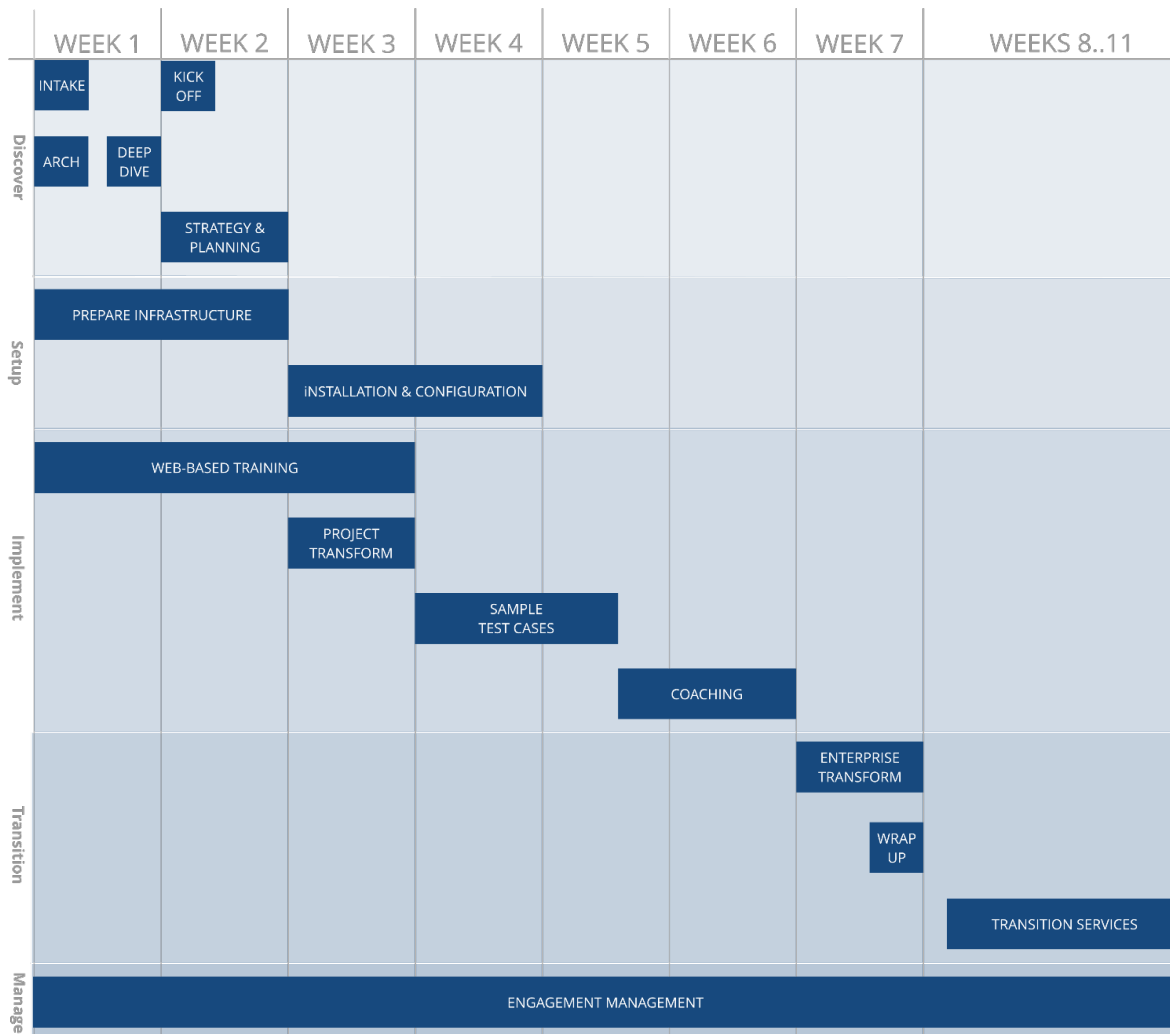 WEEK 1
WEEK 2
WEEK 3
WEEK 4
WEEK 5
WEEK 6
WEEK 7
WEEKS 8..11
Discover
INTAKE
KICK
OFF
ARCH
DEEP
DIVE
STRATEGY &
PLANNING
Setup
PREPARE INFRASTRUCTURE
iNSTALLATION & CONFIGURATION
Implement
WEB-BASED TRAINING
PROJECT
TRANSFORM
SAMPLE
TEST CASES
COACHING
Transition
ENTERPRISE
TRANSFORM
WRAP
UP
TRANSITION SERVICES
Manage
ENGAGEMENT MANAGEMENT